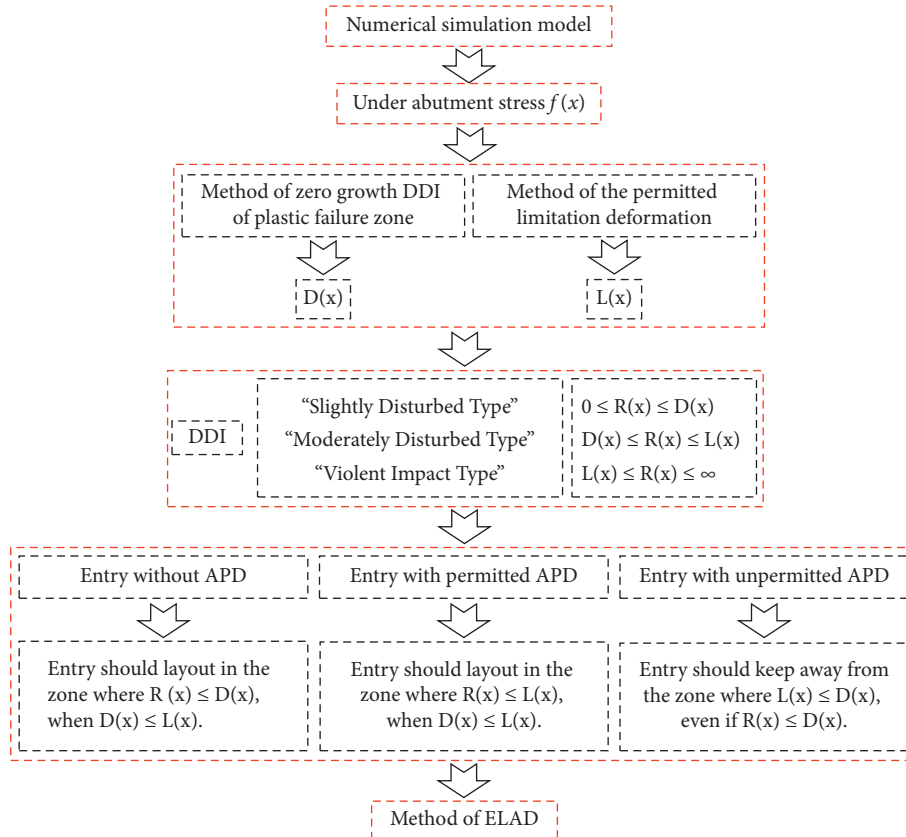 Numerical simulation model
Under abutment stress f (x)
Method of zero growth DDI
of plastic failure zone
Method of the permitted
limitation deformation
D(x)
L(x)
DDI
“Slightly Disturbed Type”
“Moderately Disturbed Type”
“Violent Impact Type”
0 ≤ R(x) ≤ D(x)
D(x) ≤ R(x) ≤ L(x)
L(x) ≤ R(x) ≤ ∞
Entry without APD
Entry with permitted APD
Entry with unpermitted APD
Entry should layout in the
zone where R (x) ≤ D(x),
when D(x) ≤ L(x).
Entry should layout in the
zone where R(x) ≤ L(x),
when D(x) ≤ L(x).
Entry should keep away from
the zone where L(x) ≤ D(x),
even if R(x) ≤ D(x).
Method of ELAD